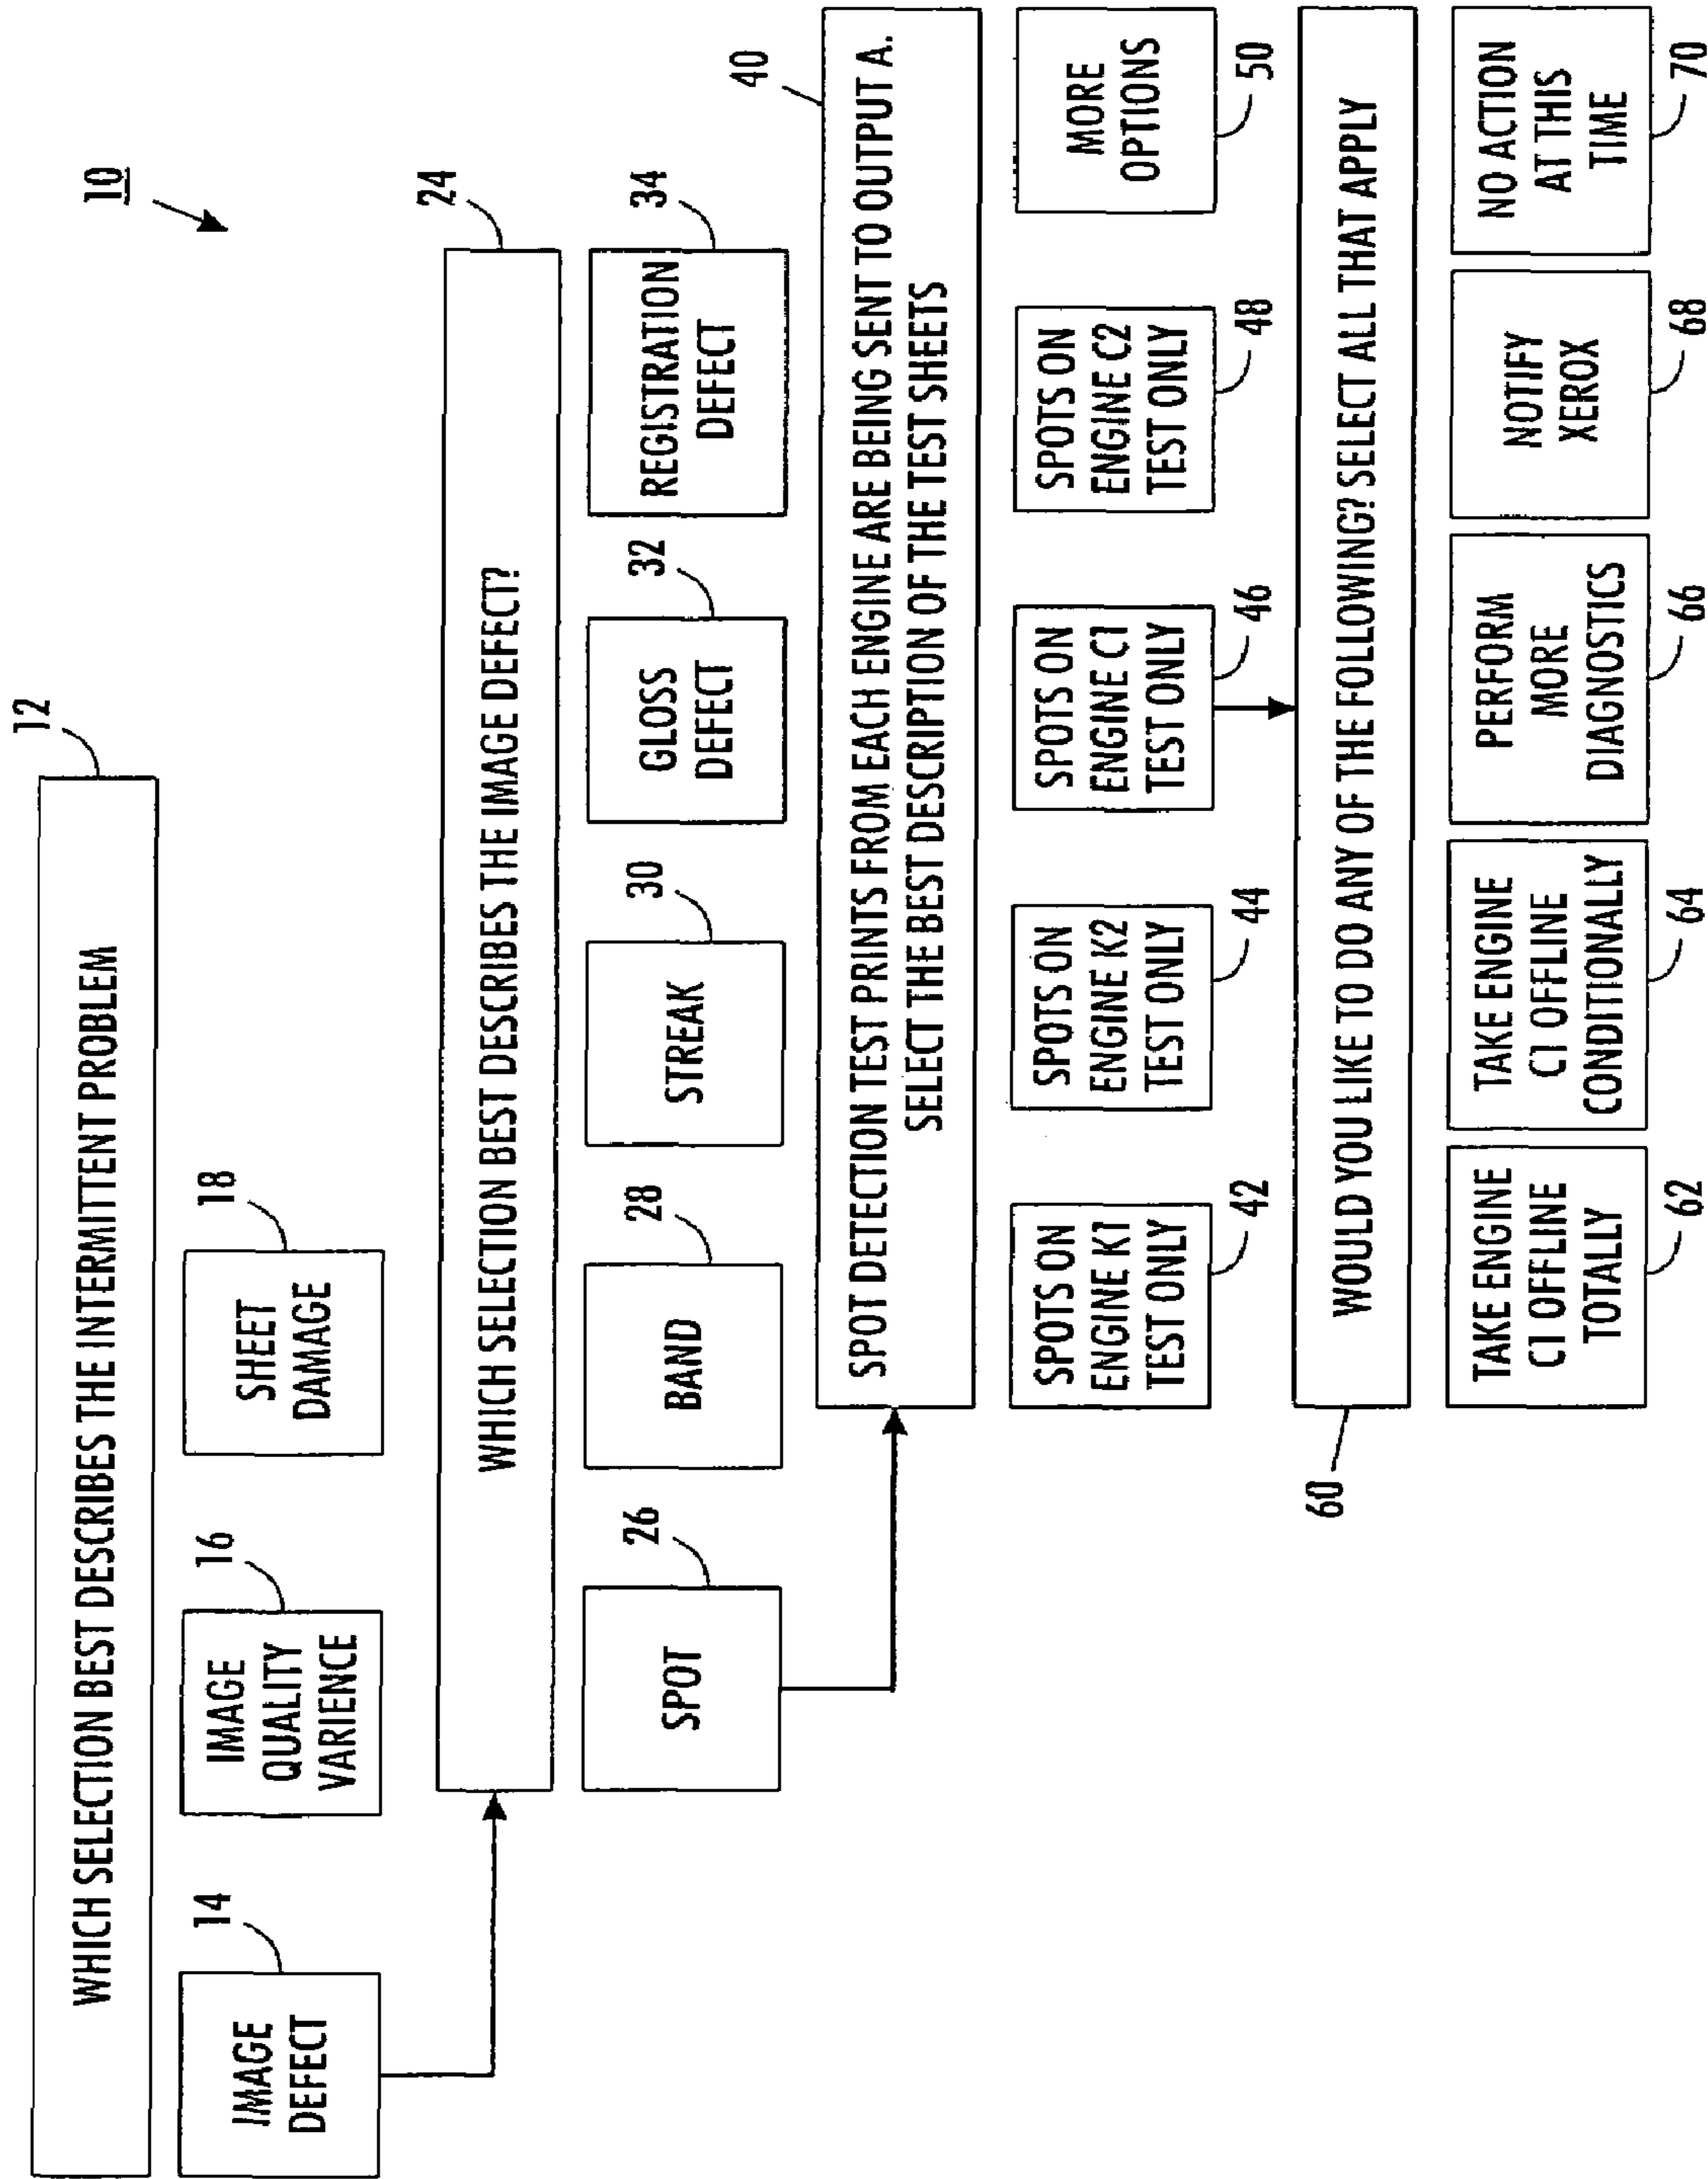 10
12
WHICH SELECTION BEST DESCRIBES THE INTERMITTENT PROBLEM
14
IMAGE
DEFECT
16
IMAGE
QUALITY
VARIENCE
18
SHEET
DAMAGE
24
WHICH SELECTION BEST DESCRIBES THE IMAGE DEFECT?
26
SPOT
28
BAND
30
STREAK
32
GLOSS
DEFECT
34
REGISTRATION
DEFECT
40
SPOT DETECTION TEST PRINTS FROM EACH ENGINE ARE BEING SENT TO OUTPUT A.
SELECT THE BEST DESCRIPTION OF THE TEST SHEETS
SPOTS ON
ENGINE K1
TEST ONLY
42
SPOTS ON
ENGINE K2
TEST ONLY
44
SPOTS ON
ENGINE C1
TEST ONLY
46
SPOTS ON
ENGINE C2
TEST ONLY
48
MORE
OPTIONS
50
60
WOULD YOU LIKE TO DO ANY OF THE FOLLOWING? SELECT ALL THAT APPLY
TAKE ENGINE
C1 OFFLINE
TOTALLY
62
TAKE ENGINE
C1 OFFLINE
CONDITIONALLY
64
PERFORM
MORE
DIAGNOSTICS
66
NOTIFY
XEROX
68
NO ACTION
AT THIS
TIME
70